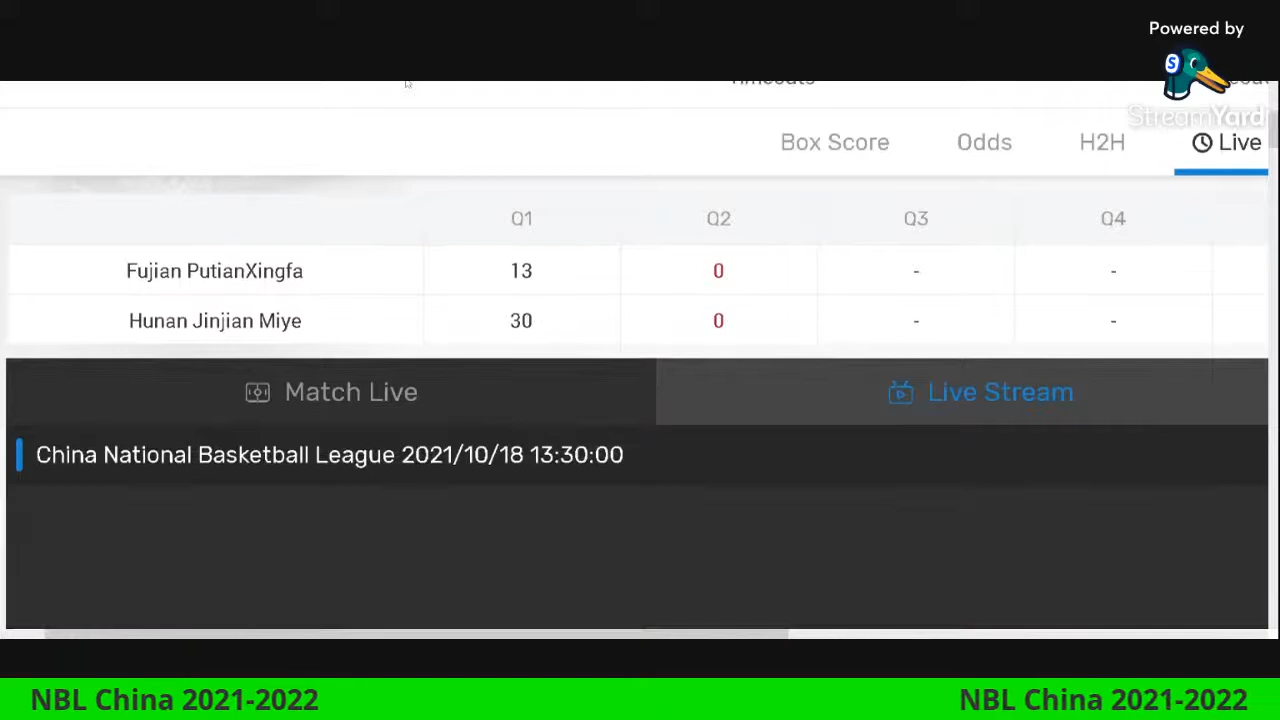 Powered by
S
StreamYard
Timeouts
Box Score Odds H2H Live
Q1 Q2 Q3 Q4
Fujian PutianXingfa 13 0 - -
Hunan Jinjian Miye 30 0 - -
Match Live Live Stream
China National Basketball League 2021/10/18 13:30:00
NBL China 2021-2022 NBL China 2021-2022